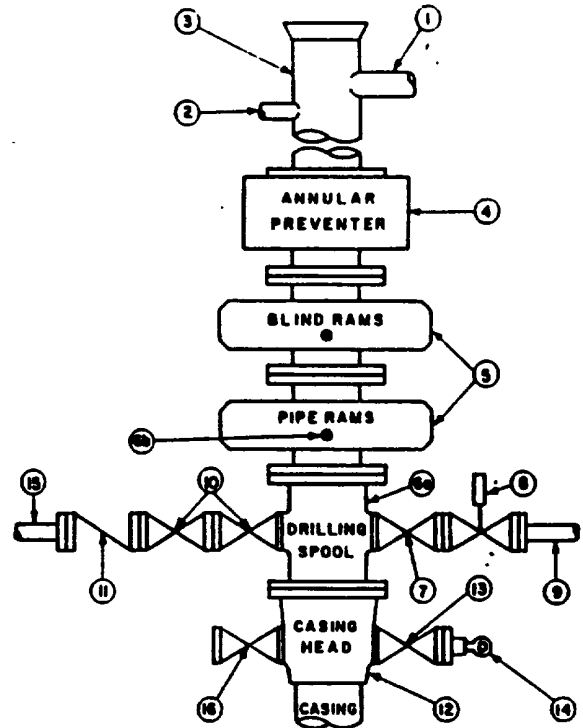 3
1
2
ANNULAR
PREVENTER
4
BLIND RAMS
5
PIPE RAMS
6b
6a
8
15
10
DRILLING
SPOOL
11
7
9
13
CASING
HEAD
16
12
14
CASING